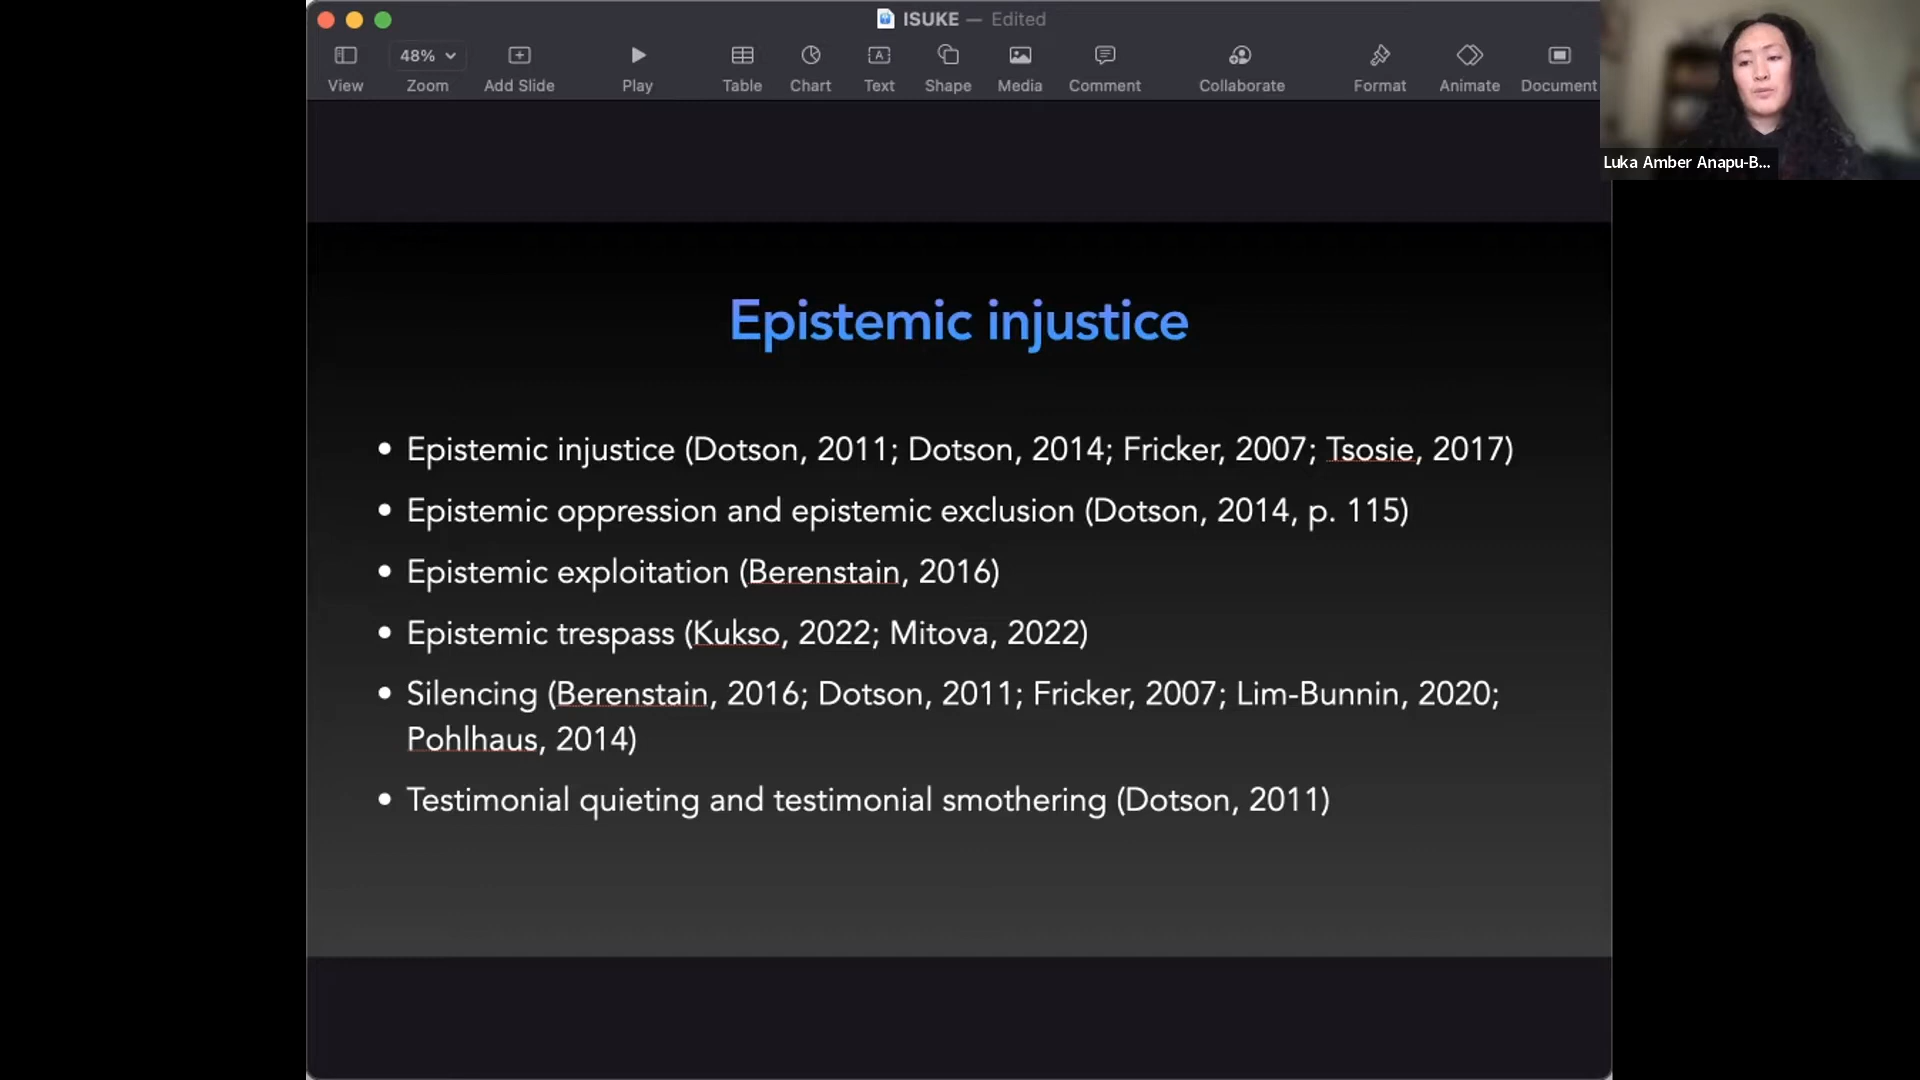 ISUKE — Edited
48%
View Zoom Add Slide Play Table Chart Text Shape Media Comment Collaborate Format Animate Document
Luka Amber Anapu-B...
Epistemic injustice
• Epistemic injustice (Dotson, 2011; Dotson, 2014; Fricker, 2007; Tsosie, 2017)
• Epistemic oppression and epistemic exclusion (Dotson, 2014, p. 115)
• Epistemic exploitation (Berenstain, 2016)
• Epistemic trespass (Kukso, 2022; Mitova, 2022)
• Silencing (Berenstain, 2016; Dotson, 2011; Fricker, 2007; Lim-Bunnin, 2020;
Pohlhaus, 2014)
• Testimonial quieting and testimonial smothering (Dotson, 2011)